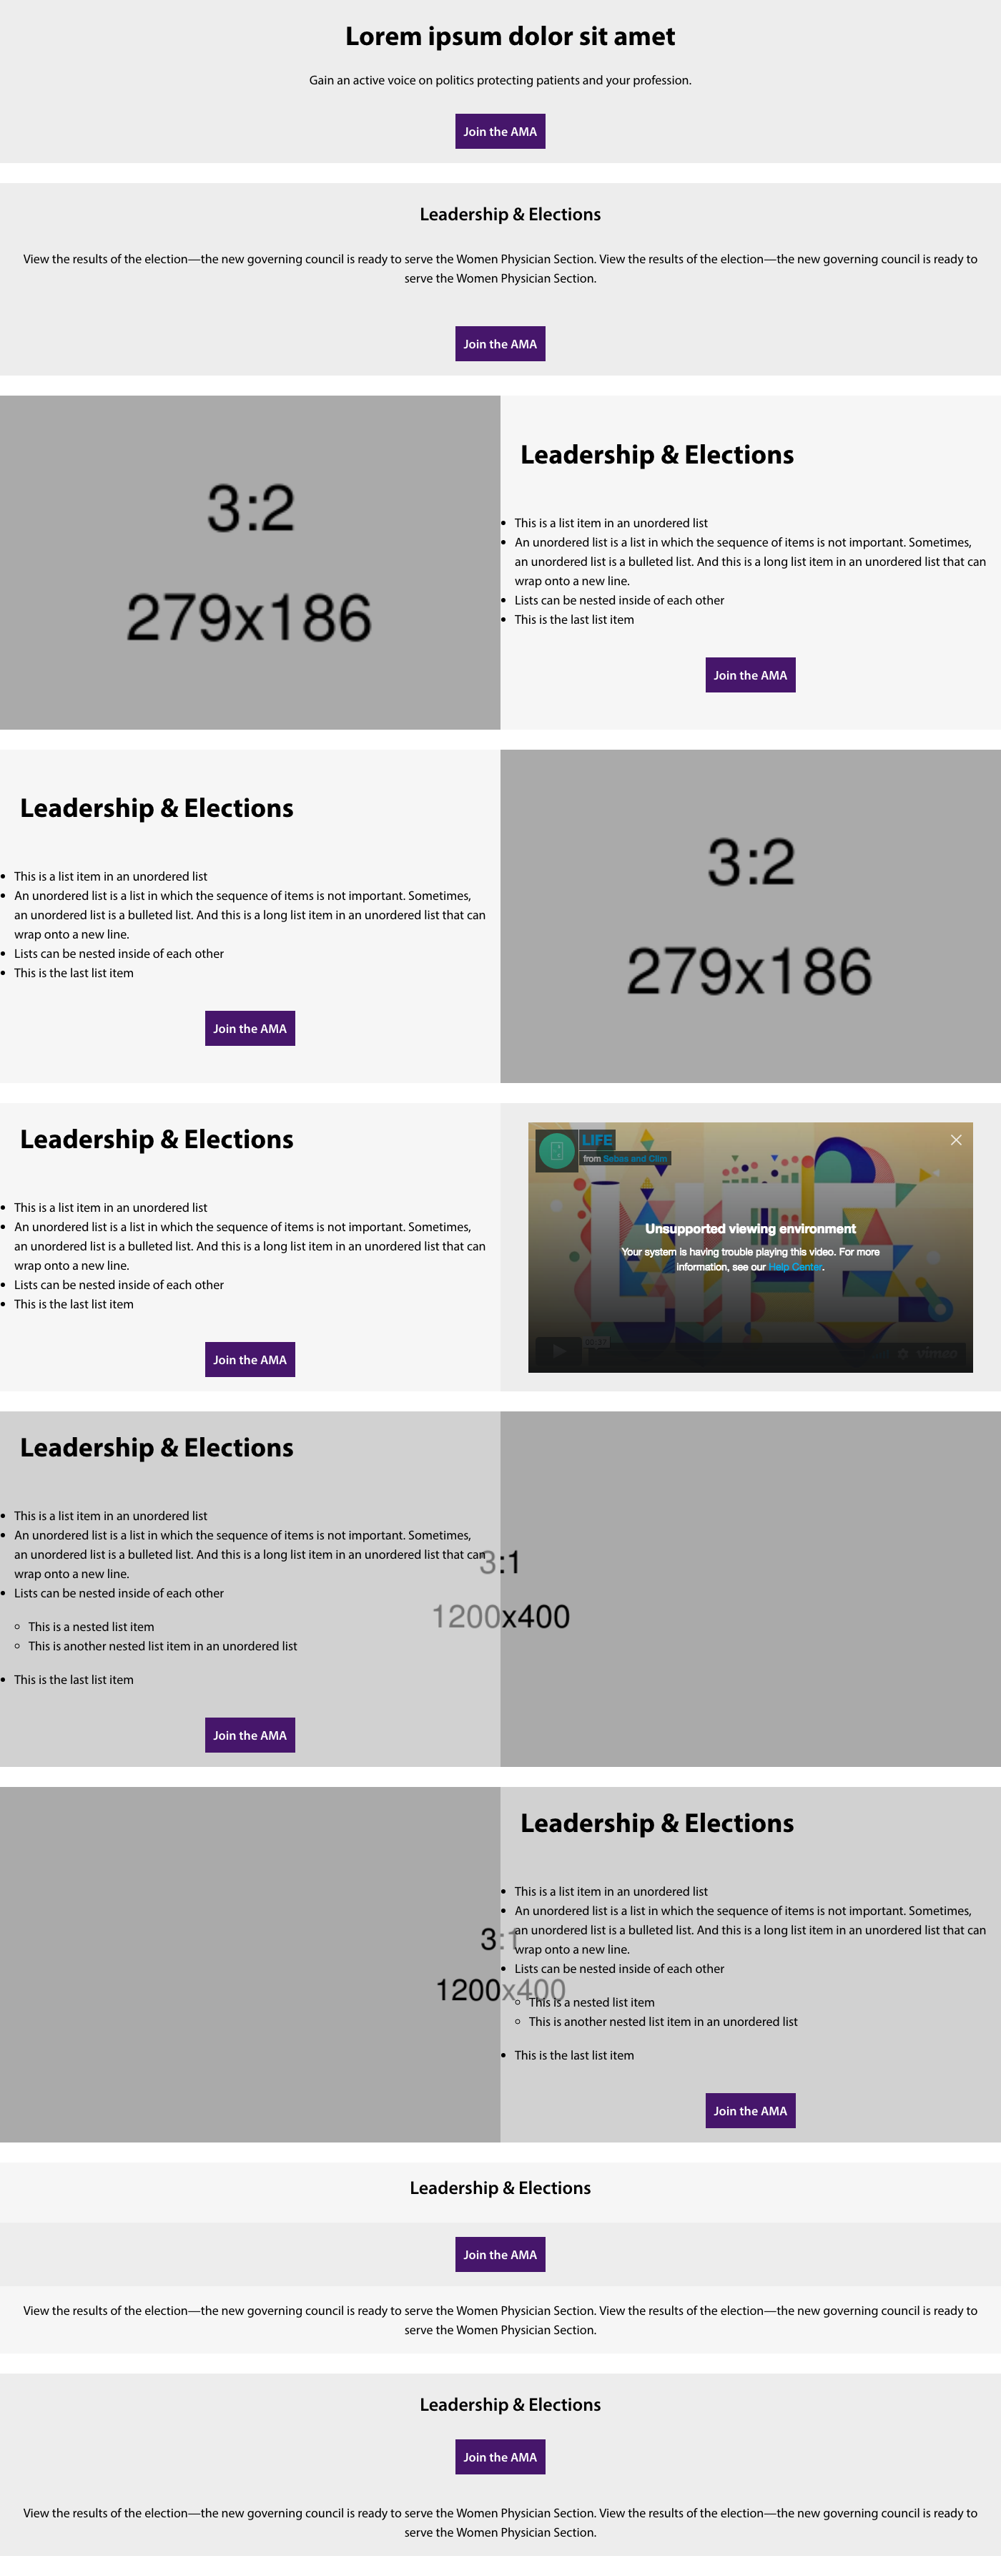 Lorem ipsum dolor sit amet
Gain an active voice on politics protecting patients and your profession.
Join the AMA
Leadership & Elections
View the results of the election—the new governing council is ready to serve the Women Physician Section. View the results of the election—the new governing council is ready to
serve the Women Physician Section.
Join the AMA
3:2
279x186
Leadership & Elections
This is a list item in an unordered list
An unordered list is a list in which the sequence of items is not important. Sometimes,
an unordered list is a bulleted list. And this is a long list item in an unordered list that can
wrap onto a new line.
Lists can be nested inside of each other
This is the last list item
Join the AMA
Leadership & Elections
This is a list item in an unordered list
An unordered list is a list in which the sequence of items is not important. Sometimes,
an unordered list is a bulleted list. And this is a long list item in an unordered list that can
wrap onto a new line.
Lists can be nested inside of each other
This is the last list item
Join the AMA
3:2
279x186
Leadership & Elections
This is a list item in an unordered list
An unordered list is a list in which the sequence of items is not important. Sometimes,
an unordered list is a bulleted list. And this is a long list item in an unordered list that can
wrap onto a new line.
Lists can be nested inside of each other
This is the last list item
Join the AMA
LIFE
from Sebas and Clim
LIFE
Unsupported viewing environment
Your system is having trouble playing this video. For more
information, see our Help Center.
vimeo
Leadership & Elections
This is a list item in an unordered list
An unordered list is a list in which the sequence of items is not important. Sometimes,
an unordered list is a bulleted list. And this is a long list item in an unordered list that can
wrap onto a new line.
Lists can be nested inside of each other
This is a nested list item
This is another nested list item in an unordered list
This is the last list item
Join the AMA
3:1
1200x400
3:1
1200x400
Leadership & Elections
This is a list item in an unordered list
An unordered list is a list in which the sequence of items is not important. Sometimes,
an unordered list is a bulleted list. And this is a long list item in an unordered list that can
wrap onto a new line.
Lists can be nested inside of each other
This is a nested list item
This is another nested list item in an unordered list
This is the last list item
Join the AMA
Leadership & Elections
Join the AMA
View the results of the election—the new governing council is ready to serve the Women Physician Section. View the results of the election—the new governing council is ready to
serve the Women Physician Section.
Leadership & Elections
Join the AMA
View the results of the election—the new governing council is ready to serve the Women Physician Section. View the results of the election—the new governing council is ready to
serve the Women Physician Section.